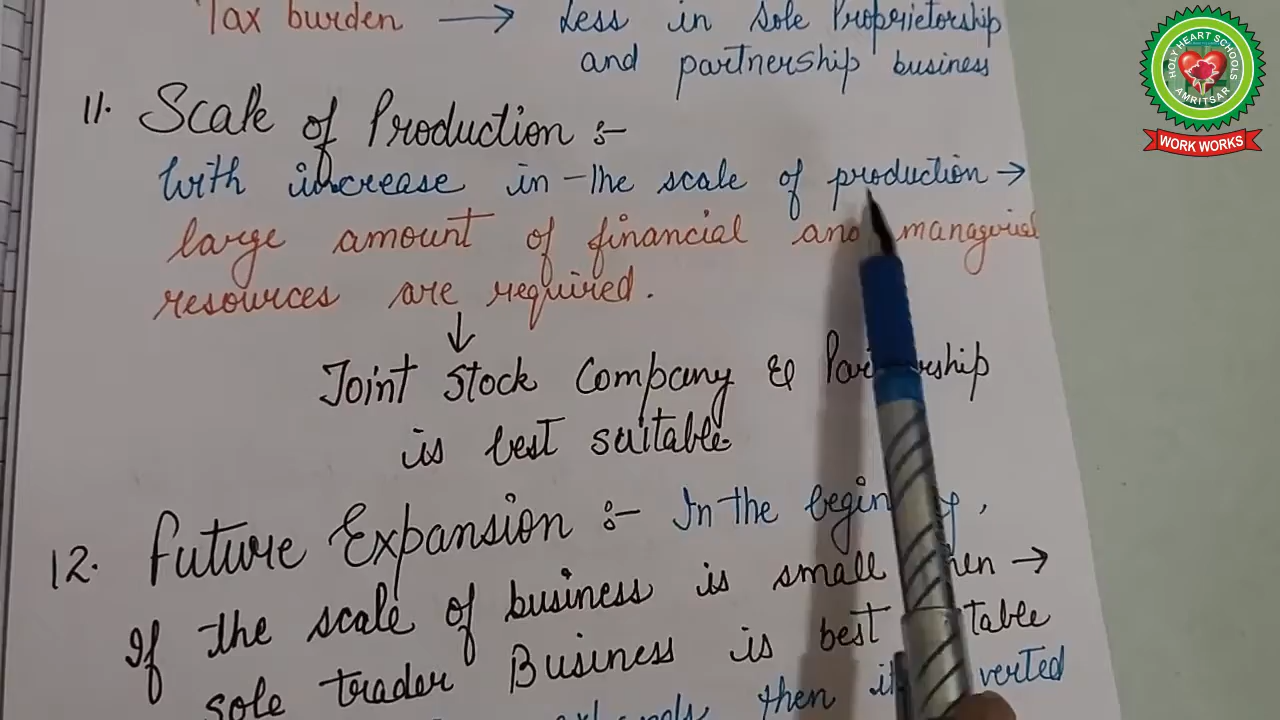 Tax burden → Less in sole Proprietorship
and partnership business
11. Scale of Production :-
With increase in the scale of production →
large amount of financial and managerial
resources are required.
↓
Joint Stock Company & Partnership
is best suitable
12. Future Expansion :- In the begin
If the scale of business is small then →
sole trader Business is best table
then verted
HOLY HEART SCHOOLS
AMRITSAR
WORK WORKS